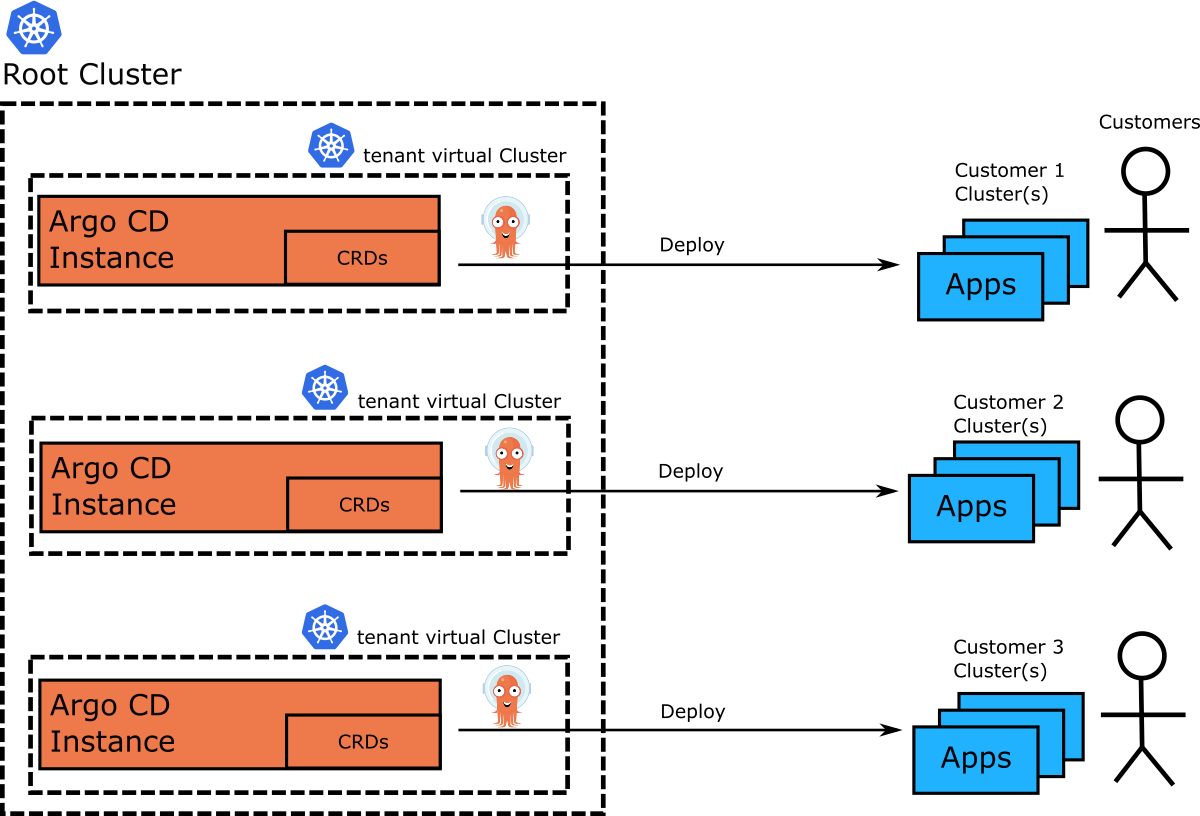 Root Cluster
Customers
tenant virtual Cluster
Customer 1
Cluster(s)
Argo CD
Instance
CRDs
Deploy
Apps
tenant virtual Cluster
Customer 2
Cluster(s)
Argo CD
Instance
CRDs
Deploy
Apps
tenant virtual Cluster
Customer 3
Cluster(s)
Argo CD
Instance
CRDs
Deploy
Apps